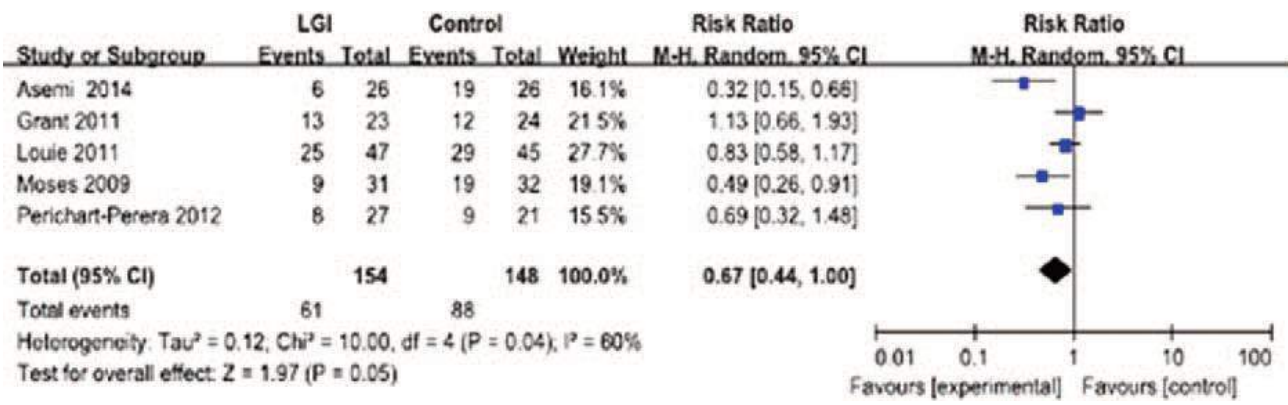 LGI Control Risk Ratio Risk Ratio
Study or Subgroup Events Total Events Total Weight M-H, Random, 95% CI M-H, Random, 95% CI
Asemi 2014 6 26 19 26 16.1% 0.32 [0.15, 0.66]
Grant 2011 13 23 12 24 21.5% 1.13 [0.66, 1.93]
Louie 2011 25 47 29 45 27.7% 0.83 [0.58, 1.17]
Moses 2009 9 31 19 32 19.1% 0.49 [0.26, 0.91]
Perichart-Perera 2012 8 27 9 21 15.5% 0.69 [0.32, 1.48]
Total (95% CI) 154 148 100.0% 0.67 [0.44, 1.00]
Total events 61 88
Heterogeneity: Tau² = 0.12; Chi² = 10.00, df = 4 (P = 0.04); I² = 60%
Test for overall effect: Z = 1.97 (P = 0.05)
0.01 0.1 1 10 100
Favours [experimental] Favours [control]